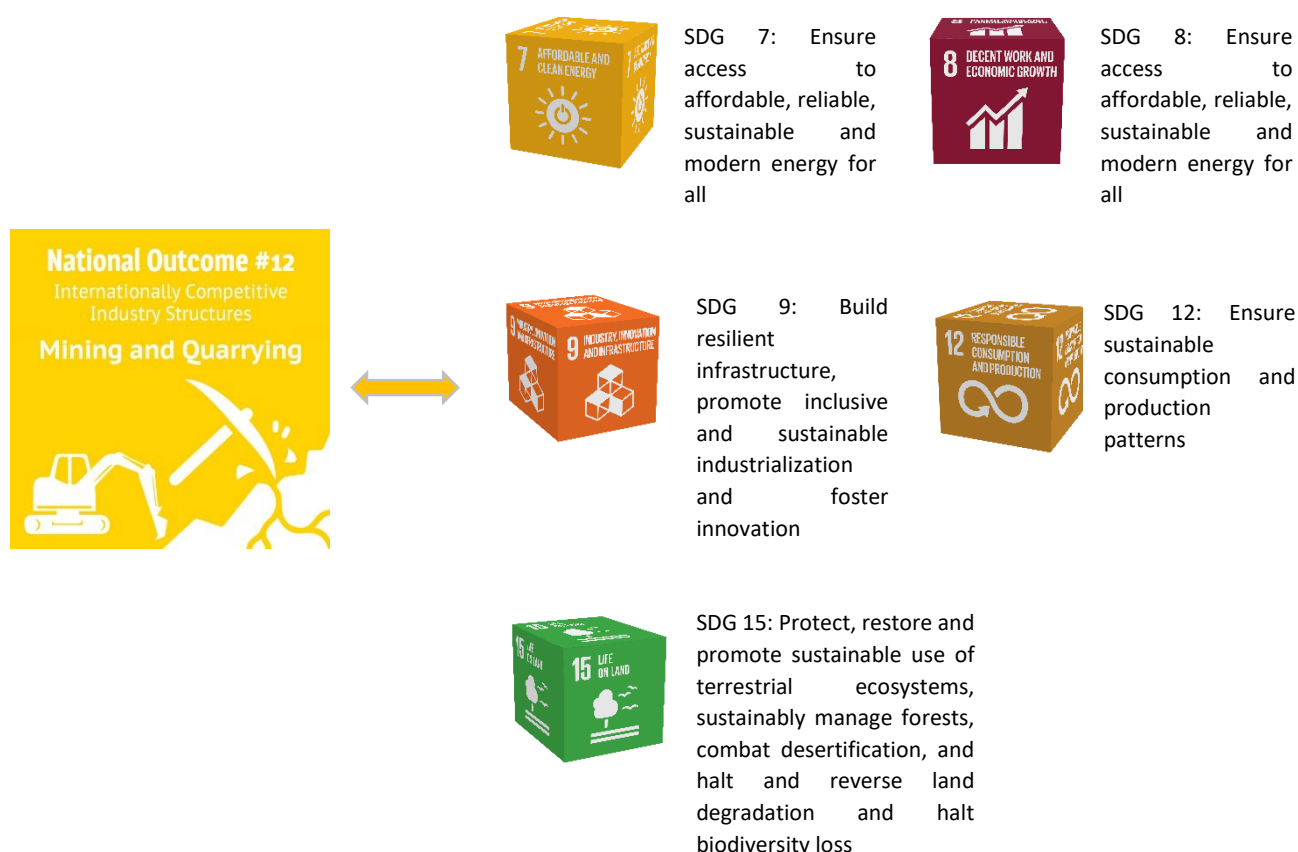 7 AFFORDABLE AND
CLEAN ENERGY
SDG 7: Ensure
access to
affordable, reliable,
sustainable and
modern energy for
all
8 DECENT WORK AND
ECONOMIC GROWTH
SDG 8: Ensure
access to
affordable, reliable,
sustainable and
modern energy for
all
National Outcome #12
Internationally Competitive
Industry Structures
Mining and Quarrying
9 INDUSTRY, INNOVATION
AND INFRASTRUCTURE
SDG 9: Build
resilient
infrastructure,
promote inclusive
and sustainable
industrialization
and foster
innovation
12 RESPONSIBLE
CONSUMPTION
AND PRODUCTION
SDG 12: Ensure
sustainable
consumption and
production
patterns
15 LIFE
ON LAND
15 LIFE
ON LAND
SDG 15: Protect, restore and
promote sustainable use of
terrestrial ecosystems,
sustainably manage forests,
combat desertification, and
halt and reverse land
degradation and halt
biodiversity loss